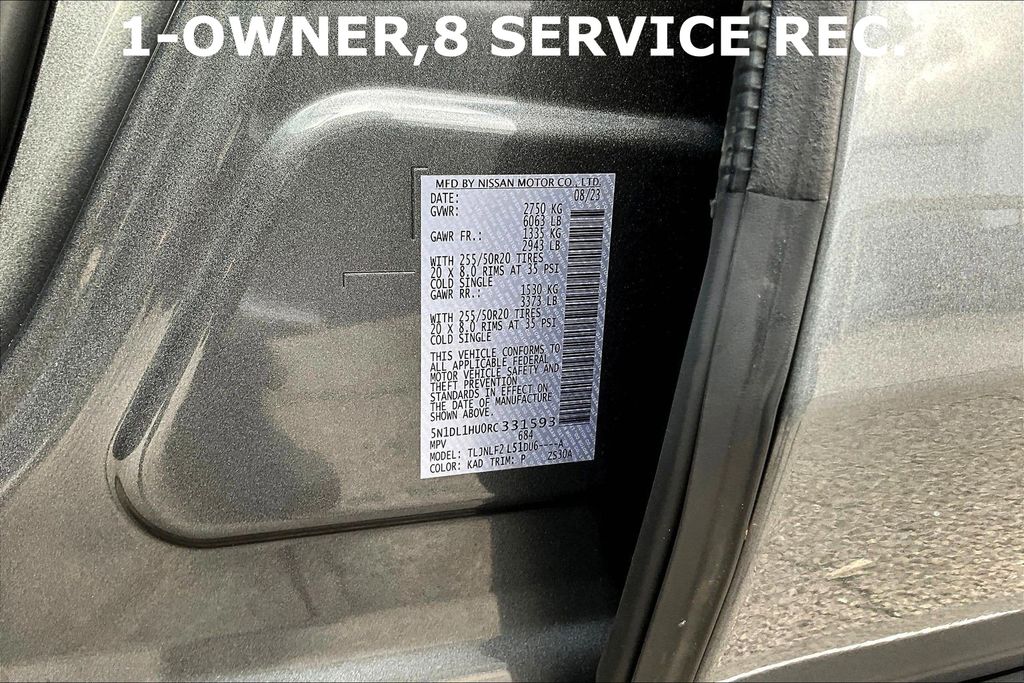 1-OWNER,8 SERVICE REC.
MFD BY NISSAN MOTOR CO., LTD.
DATE: 08/23
GVWR: 2750 KG
6063 LB
GAWR FR.: 1335 KG
2943 LB
WITH 255/50R20 TIRES
20 X 8.0 RIMS AT 35 PSI
COLD SINGLE
GAWR RR.: 1530 KG
3373 LB
WITH 255/50R20 TIRES
20 X 8.0 RIMS AT 35 PSI
COLD SINGLE
THIS VEHICLE CONFORMS TO
ALL APPLICABLE FEDERAL
MOTOR VEHICLE SAFETY AND
THEFT PREVENTION
STANDARDS IN EFFECT ON
THE DATE OF MANUFACTURE
SHOWN ABOVE.
5N1DL1HU0RC331593
MPV 684
MODEL: TLJNLF2 L51DU6----A
COLOR: KAD TRIM: P ZS30A